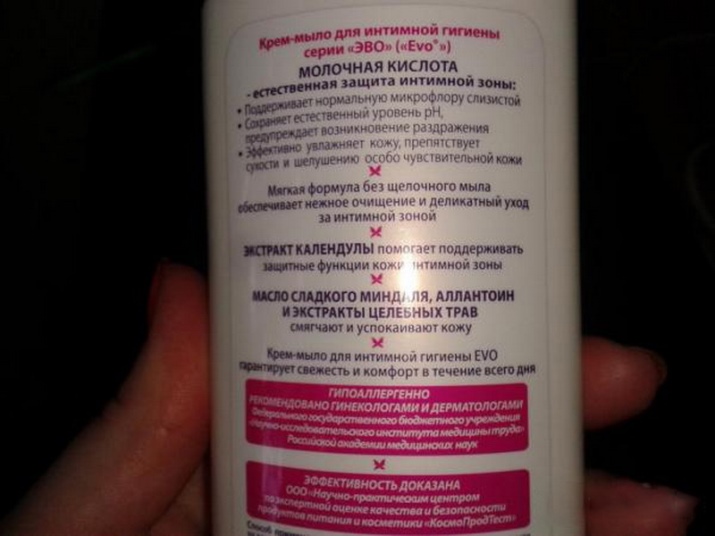 Крем-мыло для интимной гигиены
серии «ЭВО» («Evo®»)
МОЛОЧНАЯ КИСЛОТА
- естественная защита интимной зоны:
• Поддерживает нормальную микрофлору слизистой
• Сохраняет естественный уровень pH,
предупреждает возникновение раздражения
• Эффективно увлажняет кожу, препятствует
сухости и шелушению особо чувствительной кожи
Мягкая формула без щелочного мыла
обеспечивает нежное очищение и деликатный уход
за интимной зоной
ЭКСТРАКТ КАЛЕНДУЛЫ помогает поддерживать
защитные функции кожи интимной зоны
МАСЛО СЛАДКОГО МИНДАЛЯ, АЛЛАНТОИН
И ЭКСТРАКТЫ ЦЕЛЕБНЫХ ТРАВ
смягчают и успокаивают кожу
Крем-мыло для интимной гигиены EVO
гарантирует свежесть и комфорт в течение всего дня
ГИПОАЛЛЕРГЕННО
РЕКОМЕНДОВАНО ГИНЕКОЛОГАМИ И ДЕРМАТОЛОГАМИ
Федерального государственного бюджетного учреждения
«Научно-исследовательского института медицины труда»
Российской академии медицинских наук
ЭФФЕКТИВНОСТЬ ДОКАЗАНА
ООО «Научно-практическим центром
по экспертной оценке качества и безопасности
продуктов питания и косметики «КосмоПродТест»
Способ